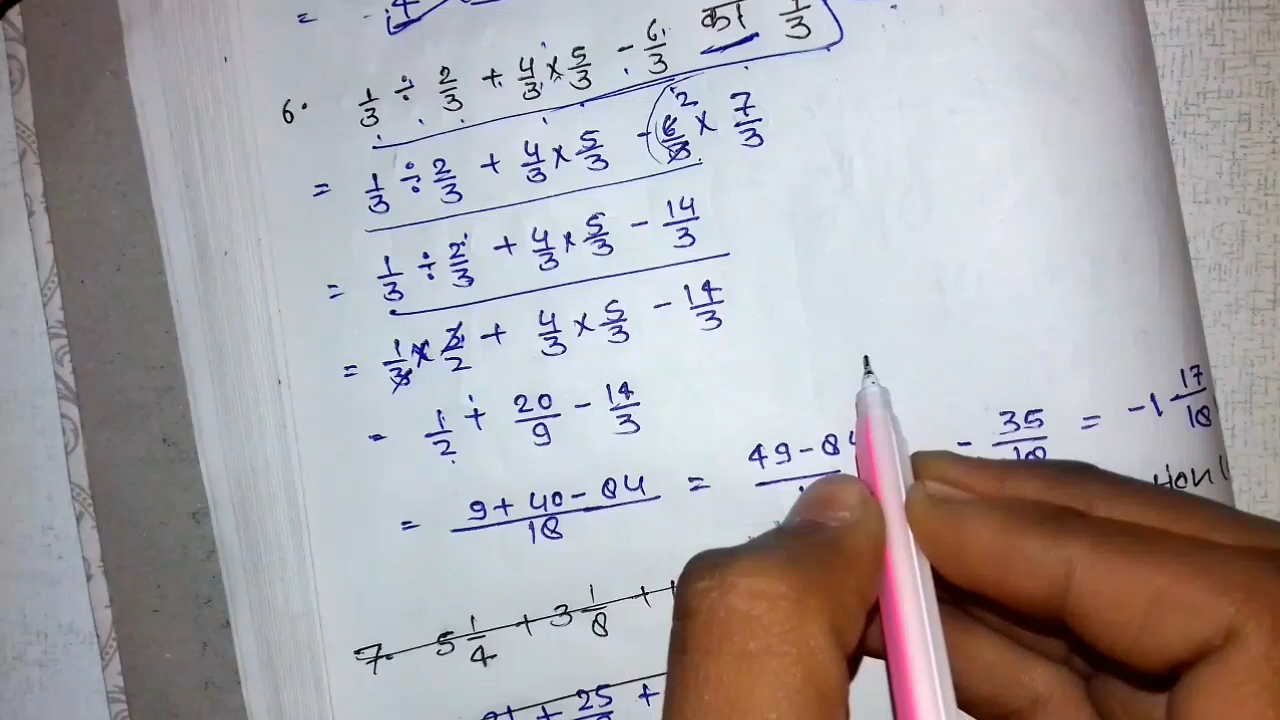 = 4
6. 1/3 ÷ 2/3 + 4/3 × 5/3 - 6/3 का 7/3
= 1/3 ÷ 2/3 + 4/3 × 5/3 - (6/3 2 × 7/3
= 1/3 ÷ 2/3 + 4/3 × 5/3 - 14/3
= 1/3 × 3/2 + 4/3 × 5/3 - 14/3
= 1/2 + 20/9 - 14/3
= 9+40-84/18 = 49-84 - 35/18 = -1 17/18
7. 5 1/4 + 3 1/8 +
+ 25 +